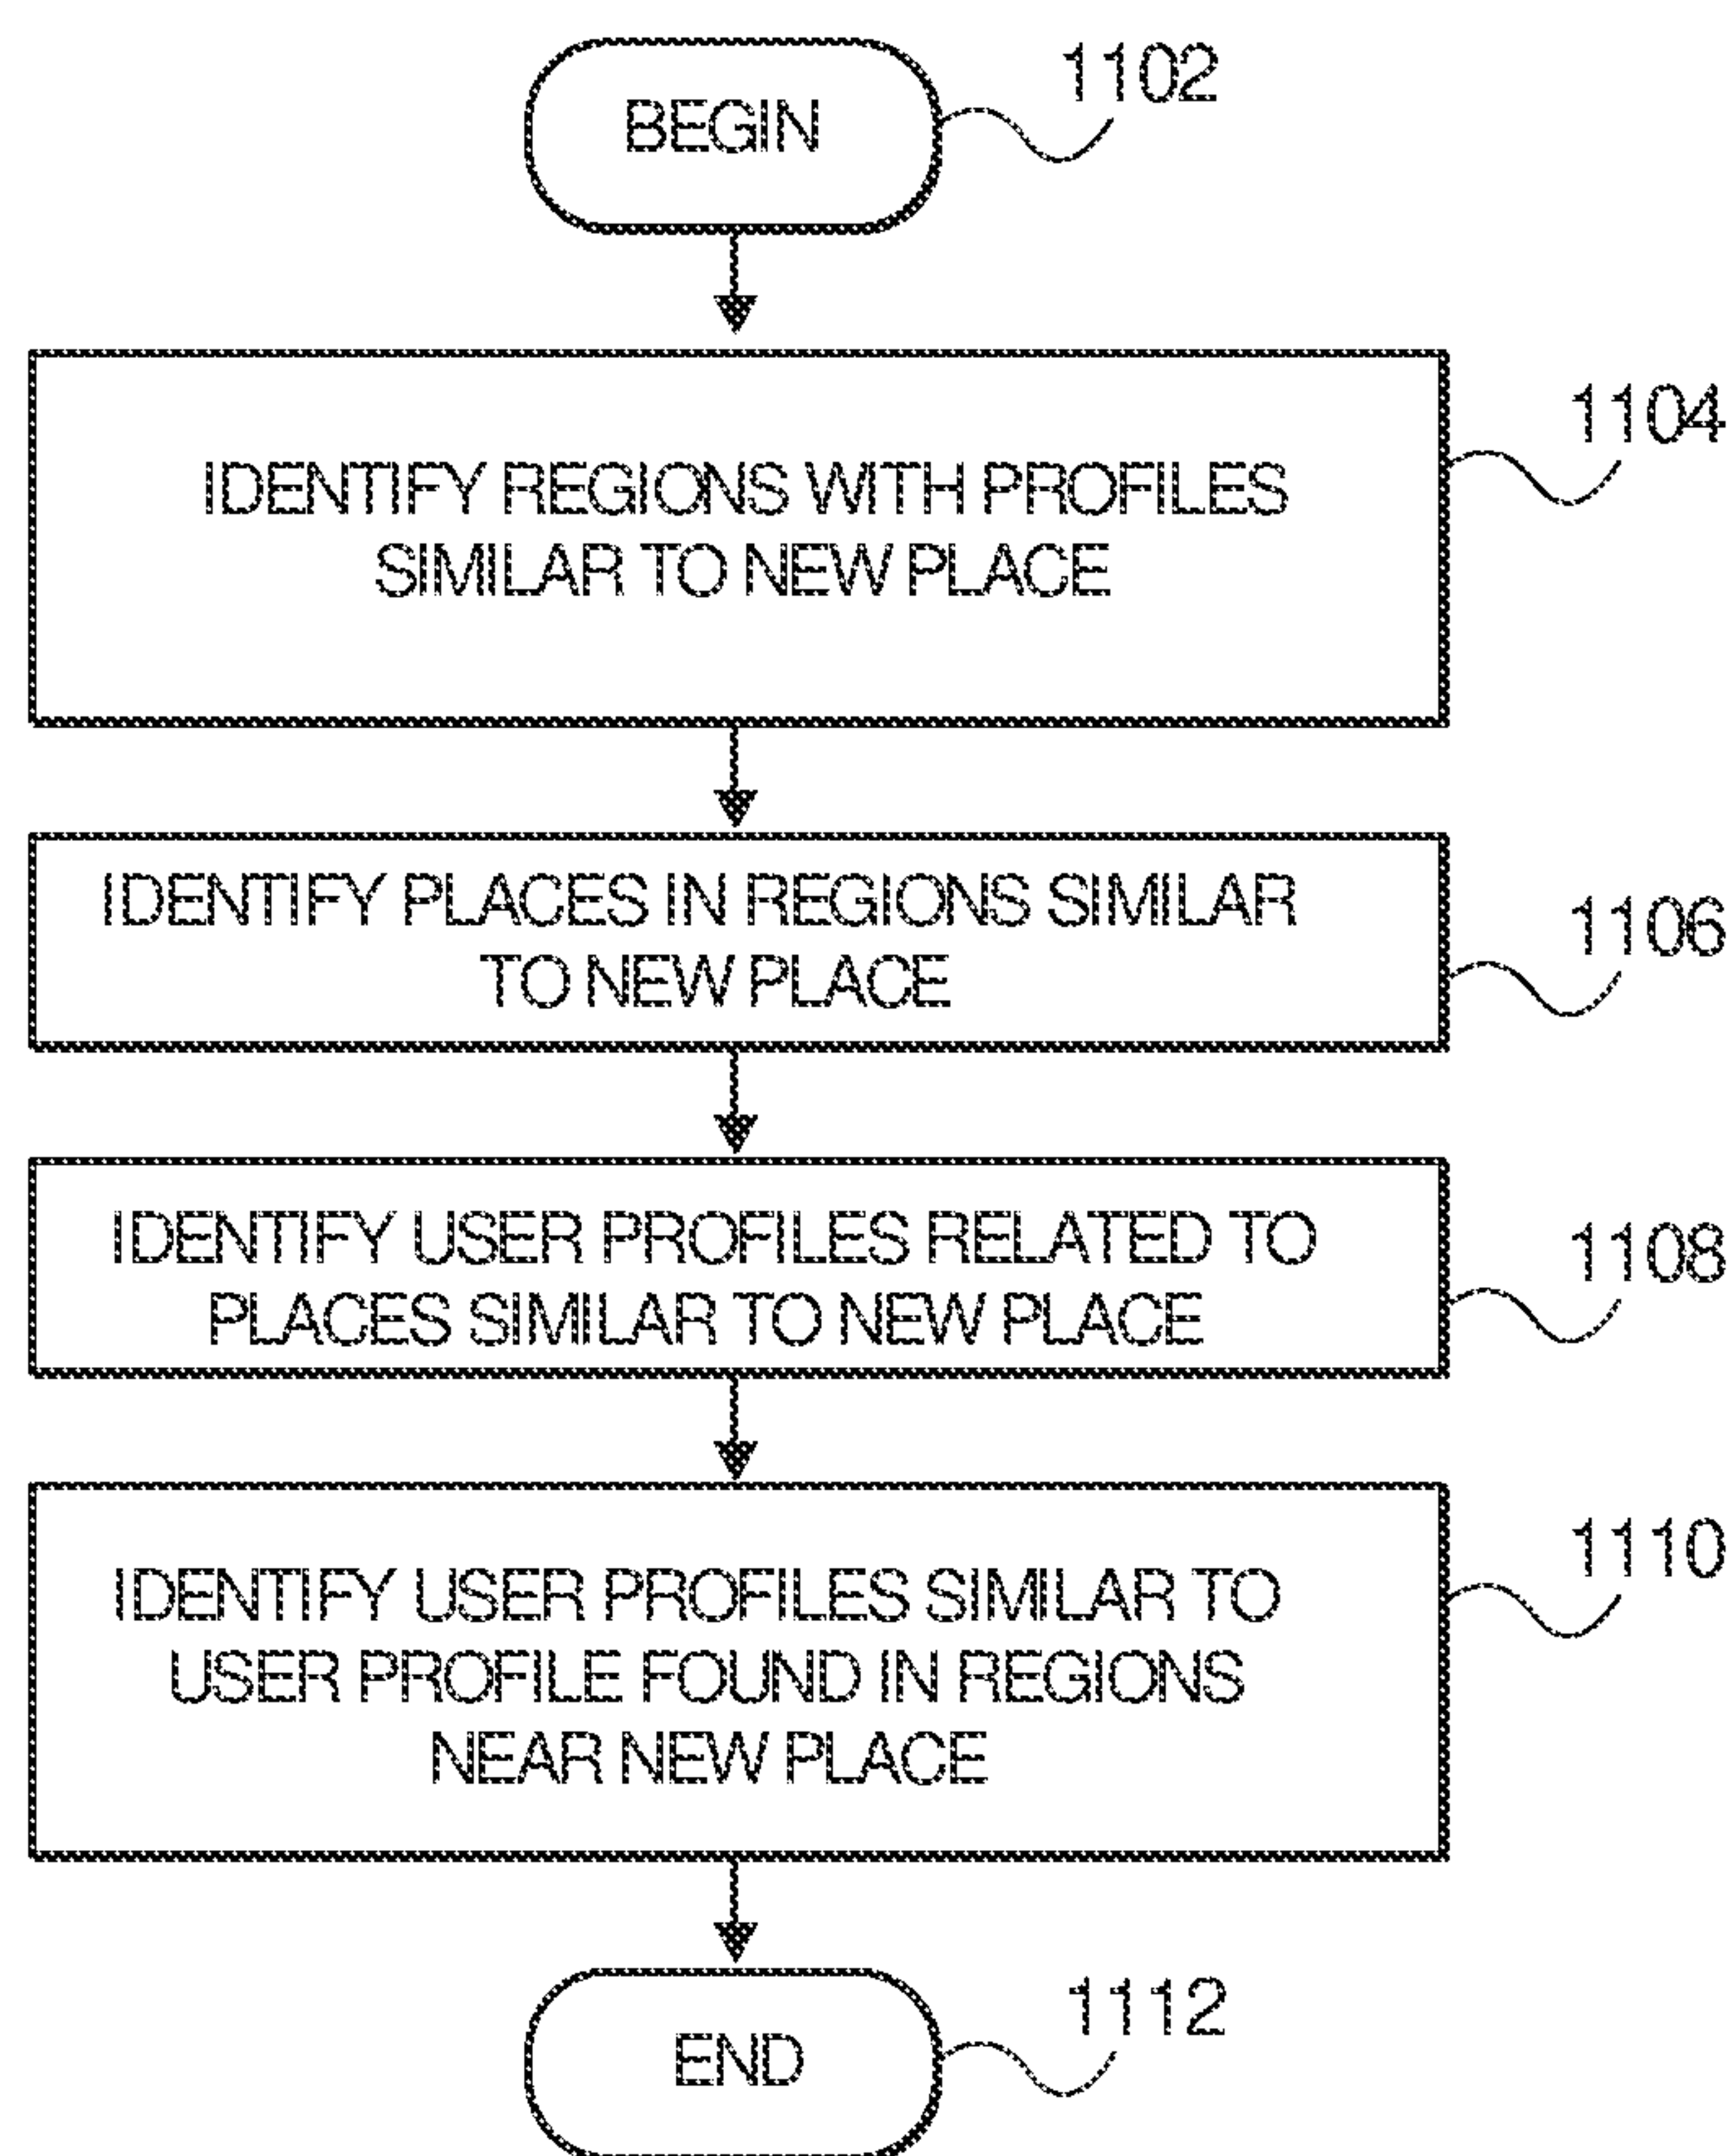 BEGIN
1102
IDENTIFY REGIONS WITH PROFILES
SIMILAR TO NEW PLACE
1104
IDENTIFY PLACES IN REGIONS SIMILAR
TO NEW PLACE
1106
IDENTIFY USER PROFILES RELATED TO
PLACES SIMILAR TO NEW PLACE
1108
IDENTIFY USER PROFILES SIMILAR TO
USER PROFILE FOUND IN REGIONS
NEAR NEW PLACE
1110
END
1112